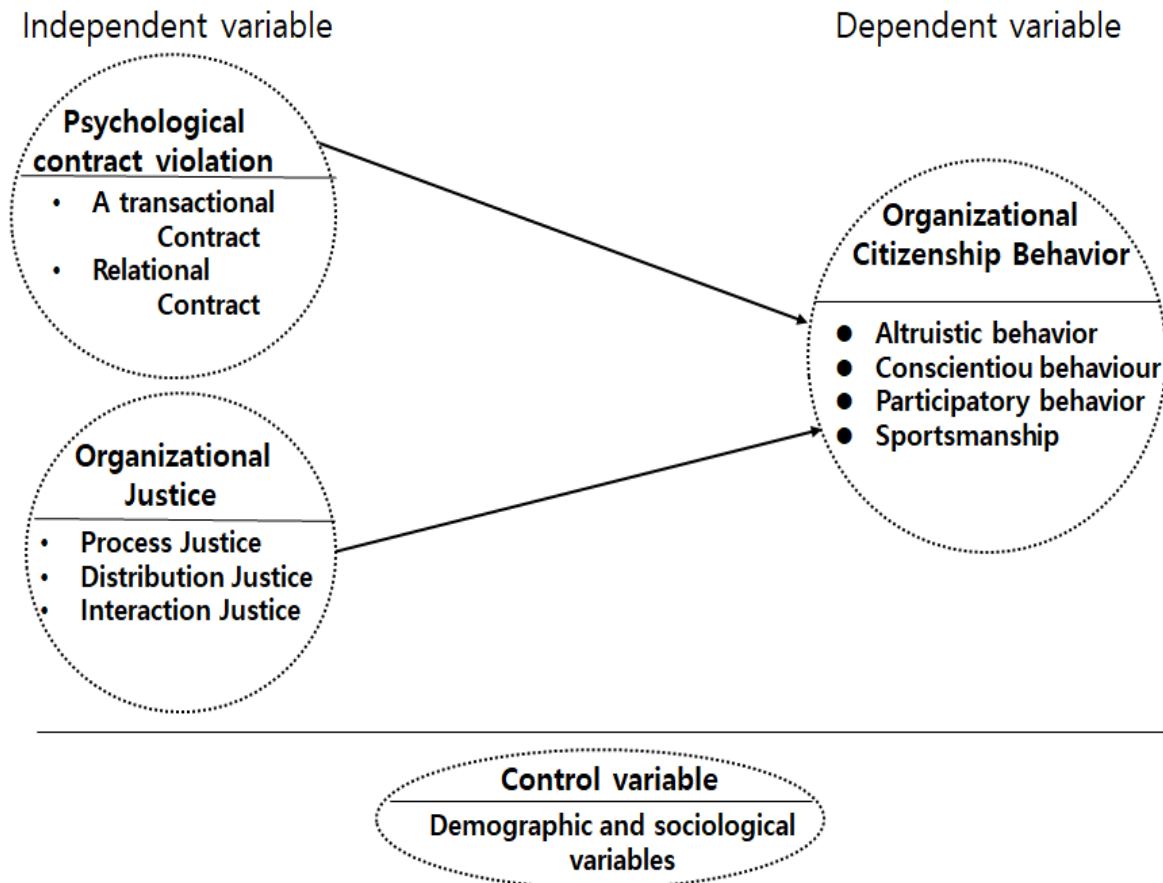 Independent variable
Dependent variable
Psychological
contract violation
• A transactional
Contract
• Relational
Contract
Organizational
Justice
• Process Justice
• Distribution Justice
• Interaction Justice
Organizational
Citizenship Behavior
● Altruistic behavior
● Conscientiou behaviour
● Participatory behavior
● Sportsmanship
Control variable
Demographic and sociological
variables